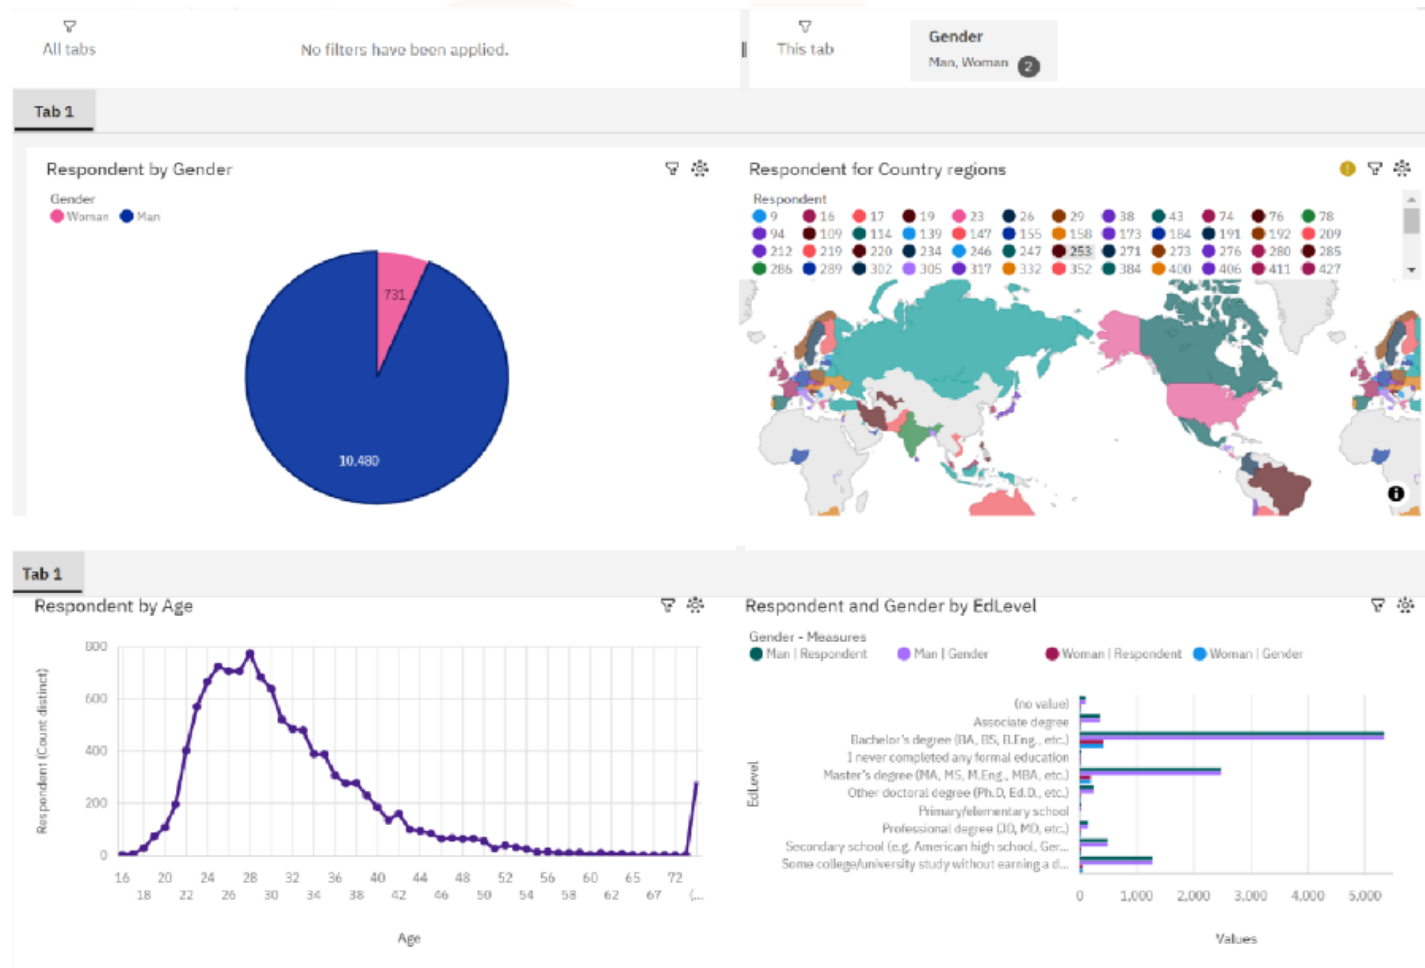 All tabs
No filters have been applied.
This tab
Gender
Man, Woman 2
Tab 1
Respondent by Gender
Gender
Woman Man
731
10,480
Respondent for Country regions
Respondent
9 16 17 19 23 26 29 38 43 74 76 78
94 109 114 139 147 155 158 173 184 191 192 209
212 219 220 234 246 247 253 271 273 276 280 285
286 289 302 305 317 332 352 384 400 406 411 427
Tab 1
Respondent by Age
Respondent (Count distinct)
800
600
400
200
0
16 20 24 28 32 36 40 44 48 52 56 60 65 72
18 22 26 30 34 38 42 46 50 54 58 62 67 (...
Age
Respondent and Gender by EdLevel
Gender - Measures
Man | Respondent Man | Gender Woman | Respondent Woman | Gender
EdLevel
(no value)
Associate degree
Bachelor's degree (BA, BS, B.Eng., etc.)
I never completed any formal education
Master's degree (MA, MS, M.Eng., MBA, etc.)
Other doctoral degree (Ph.D, Ed.D., etc.)
Primary/elementary school
Professional degree (JD, MD, etc.)
Secondary school (e.g. American high school, Ger...
Some college/university study without earning a d...
0 1,000 2,000 3,000 4,000 5,000
Values